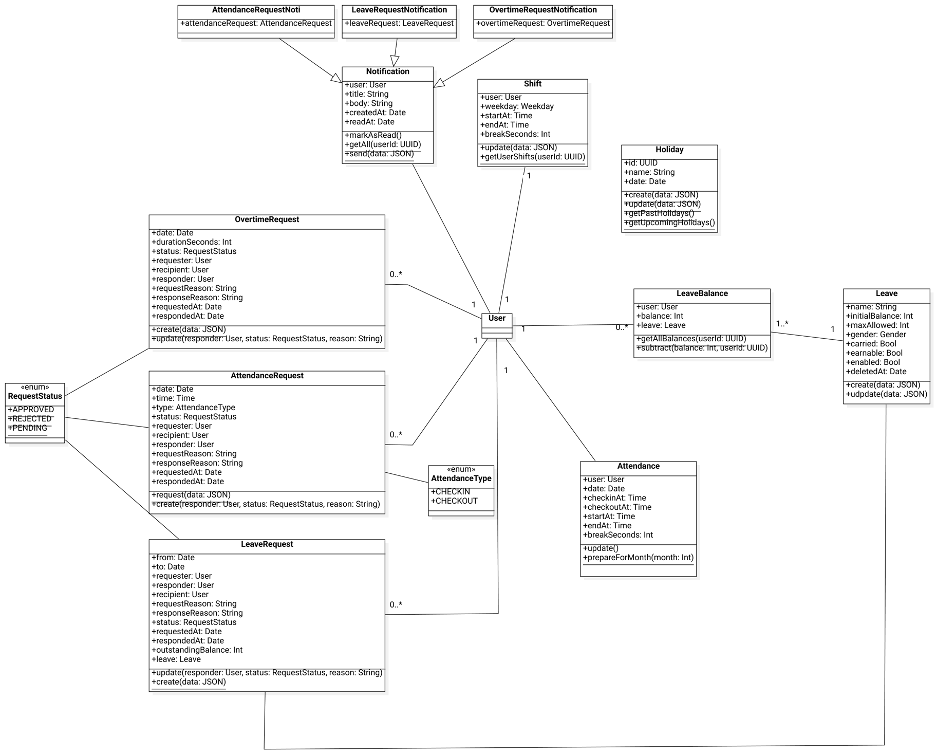 AttendanceRequestNoti
+attendanceRequest: AttendanceRequest
LeaveRequestNotification
+leaveRequest: LeaveRequest
OvertimeRequestNotification
+overtimeRequest: OvertimeRequest
Notification
+user: User
+title: String
+body: String
+createdAt: Date
+readAt: Date
+markAsRead()
+getAll(userId: UUID)
+send(data: JSON)
Shift
+user: User
+weekday: Weekday
+startAt: Time
+endAt: Time
+breakSeconds: Int
+update(data: JSON)
+getUserShifts(userId: UUID)
1
Holiday
+id: UUID
+name: String
+date: Date
+create(data: JSON)
+update(data: JSON)
+getPastHolidays()
+getUpcomingHolidays()
OvertimeRequest
+date: Date
+durationSeconds: Int
+status: RequestStatus
+requester: User
+recipient: User
+responder: User
+requestReason: String
+responseReason: String
+requestedAt: Date
+respondedAt: Date
+create(data: JSON)
+update(responder: User, status: RequestStatus, reason: String)
0..*
1
1
User
1
1
1
0..*
LeaveBalance
+user: User
+balance: Int
+leave: Leave
+getAllBalances(userId: UUID)
+subtract(balance: Int, userId: UUID)
1..*
1
Leave
+name: String
+initialBalance: Int
+maxAllowed: Int
+gender: Gender
+carried: Bool
+earnable: Bool
+enabled: Bool
+deletedAt: Date
+create(data: JSON)
+udpdate(data: JSON)
«enum»
RequestStatus
+APPROVED
+REJECTED
+PENDING
AttendanceRequest
+date: Date
+time: Time
+type: AttendanceType
+status: RequestStatus
+requester: User
+recipient: User
+responder: User
+requestReason: String
+responseReason: String
+requestedAt: Date
+respondedAt: Date
+request(data: JSON)
+create(responder: User, status: RequestStatus, reason: String)
0..*
«enum»
AttendanceType
+CHECKIN
+CHECKOUT
Attendance
+user: User
+date: Date
+checkinAt: Time
+checkoutAt: Time
+startAt: Time
+endAt: Time
+breakSeconds: Int
+update()
+prepareForMonth(month: Int)
LeaveRequest
+from: Date
+to: Date
+requester: User
+responder: User
+recipient: User
+requestReason: String
+responseReason: String
+status: RequestStatus
+requestedAt: Date
+respondedAt: Date
+outstandingBalance: Int
+leave: Leave
+update(responder: User, status: RequestStatus, reason: String)
+create(data: JSON)
0..*